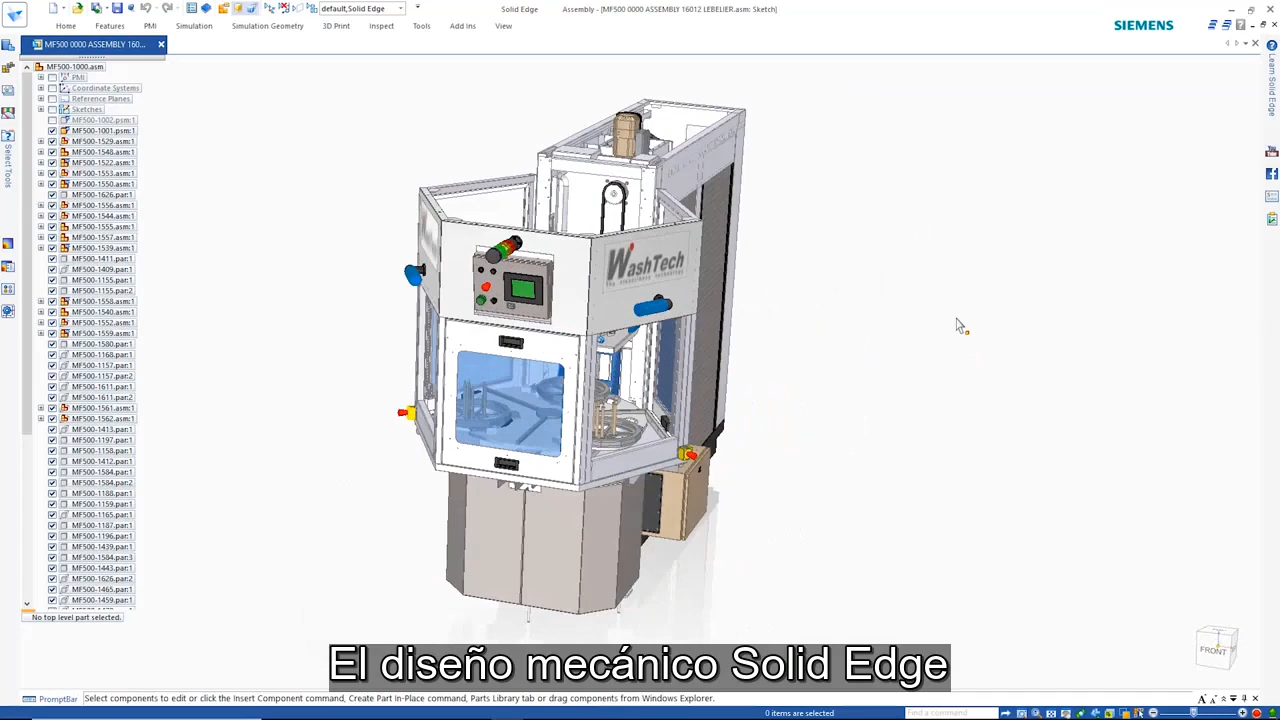 default,Solid Edge
Solid Edge
Assembly - [MF500 0000 ASSEMBLY 16012 LEBELIER.asm: Sketch]
Home Features PMI Simulation Simulation Geometry 3D Print Inspect Tools Add Ins View
SIEMENS
MF500 0000 ASSEMBLY 160...
MF500-1000.asm
PMI
Coordinate Systems
Reference Planes
Sketches
MF500-1002.psm:1
MF500-1001.psm:1
MF500-1529.asm:1
MF500-1548.asm:1
MF500-1522.asm:1
MF500-1553.asm:1
MF500-1550.asm:1
MF500-1626.par:1
MF500-1556.asm:1
MF500-1544.asm:1
MF500-1555.asm:1
MF500-1557.asm:1
MF500-1539.asm:1
MF500-1411.par:1
MF500-1409.par:1
MF500-1155.par:1
MF500-1155.par:2
MF500-1558.asm:1
MF500-1540.asm:1
MF500-1552.asm:1
MF500-1559.asm:1
MF500-1580.par:1
MF500-1168.par:1
MF500-1157.par:1
MF500-1157.par:2
MF500-1611.par:1
MF500-1611.par:2
MF500-1561.asm:1
MF500-1562.asm:1
MF500-1413.par:1
MF500-1197.par:1
MF500-1158.par:1
MF500-1412.par:1
MF500-1584.par:1
MF500-1584.par:2
MF500-1188.par:1
MF500-1159.par:1
MF500-1165.par:1
MF500-1187.par:1
MF500-1196.par:1
MF500-1439.par:1
MF500-1584.par:3
MF500-1443.par:1
MF500-1626.par:2
MF500-1465.par:1
MF500-1459.par:1
No top level part selected.
Select Tools
Learn Solid Edge
You
WashTech
FRONT
El diseño mecánico Solid Edge
PromptBar
Select components to edit or click the Insert Component command, Create Part In-Place command, Parts Library tab or drag components from Windows Explorer.
0 items are selected
Find a command